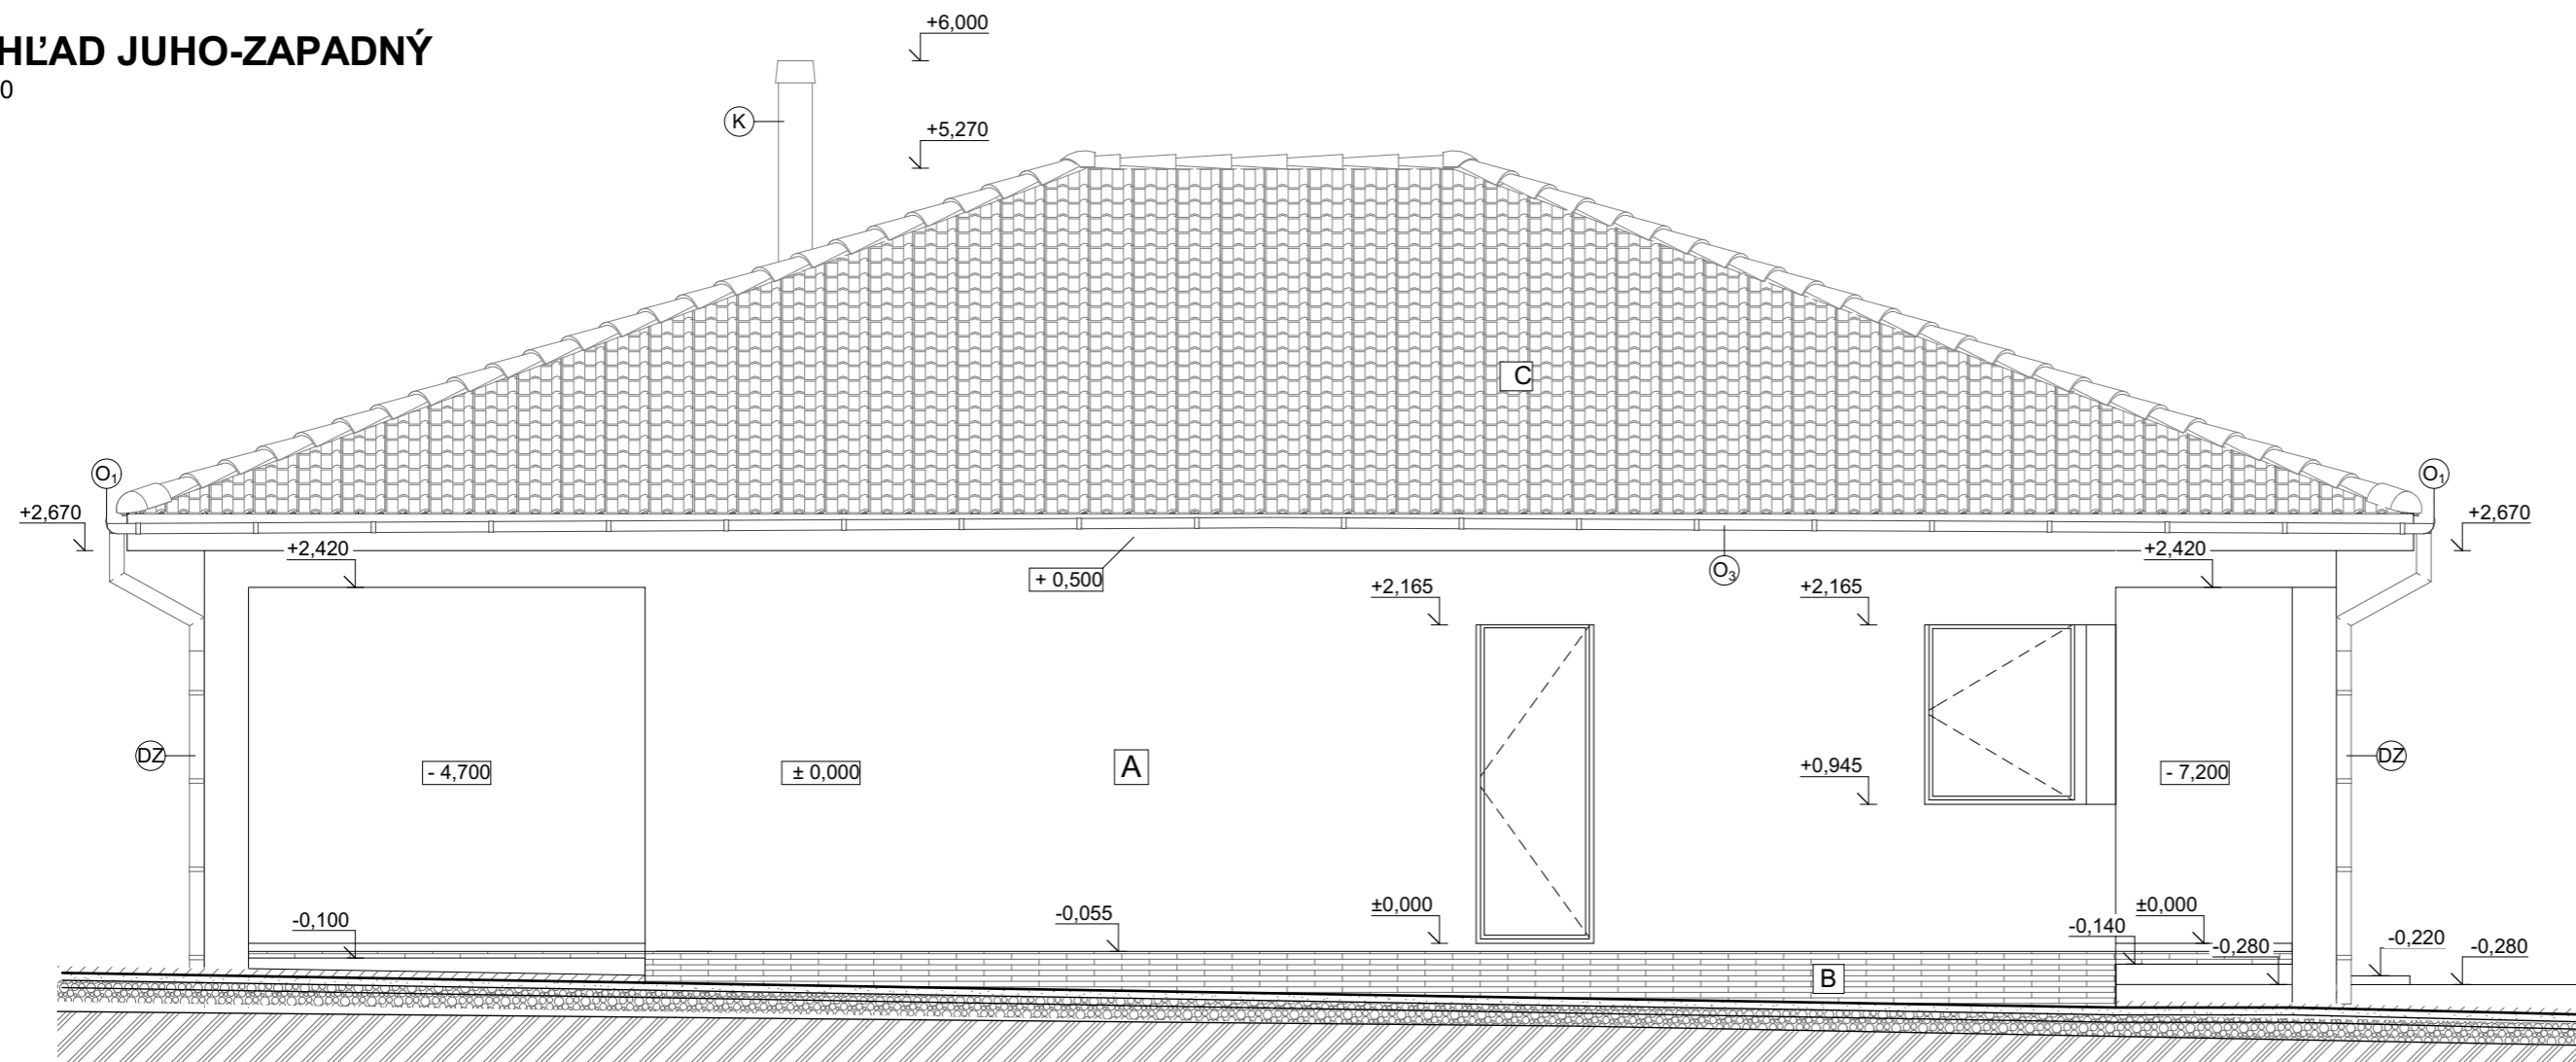 HĽAD JUHO-ZAPADNÝ
0
+6,000
K
+5,270
C
O₁
O₁
+2,670
+2,670
+2,420
+2,420
+ 0,500
O₃
+2,165
+2,165
DZ
- 4,700
± 0,000
A
+0,945
- 7,200
DZ
-0,100
-0,055
±0,000
-0,140
±0,000
-0,280
-0,220
-0,280
B